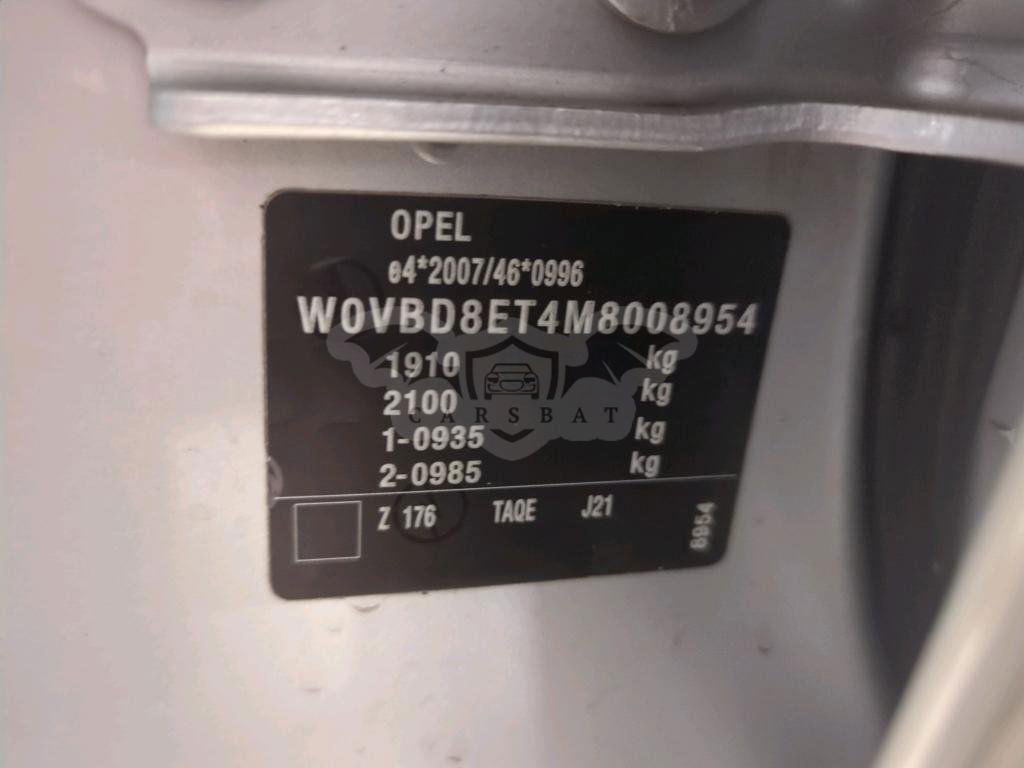 OPEL
e4*2007/46*0996
W0VBD8ET4M8008954
1910 kg
2100 kg
CARSBAT
1-0935 kg
2-0985 kg
Z 176 TAQE J21
8954